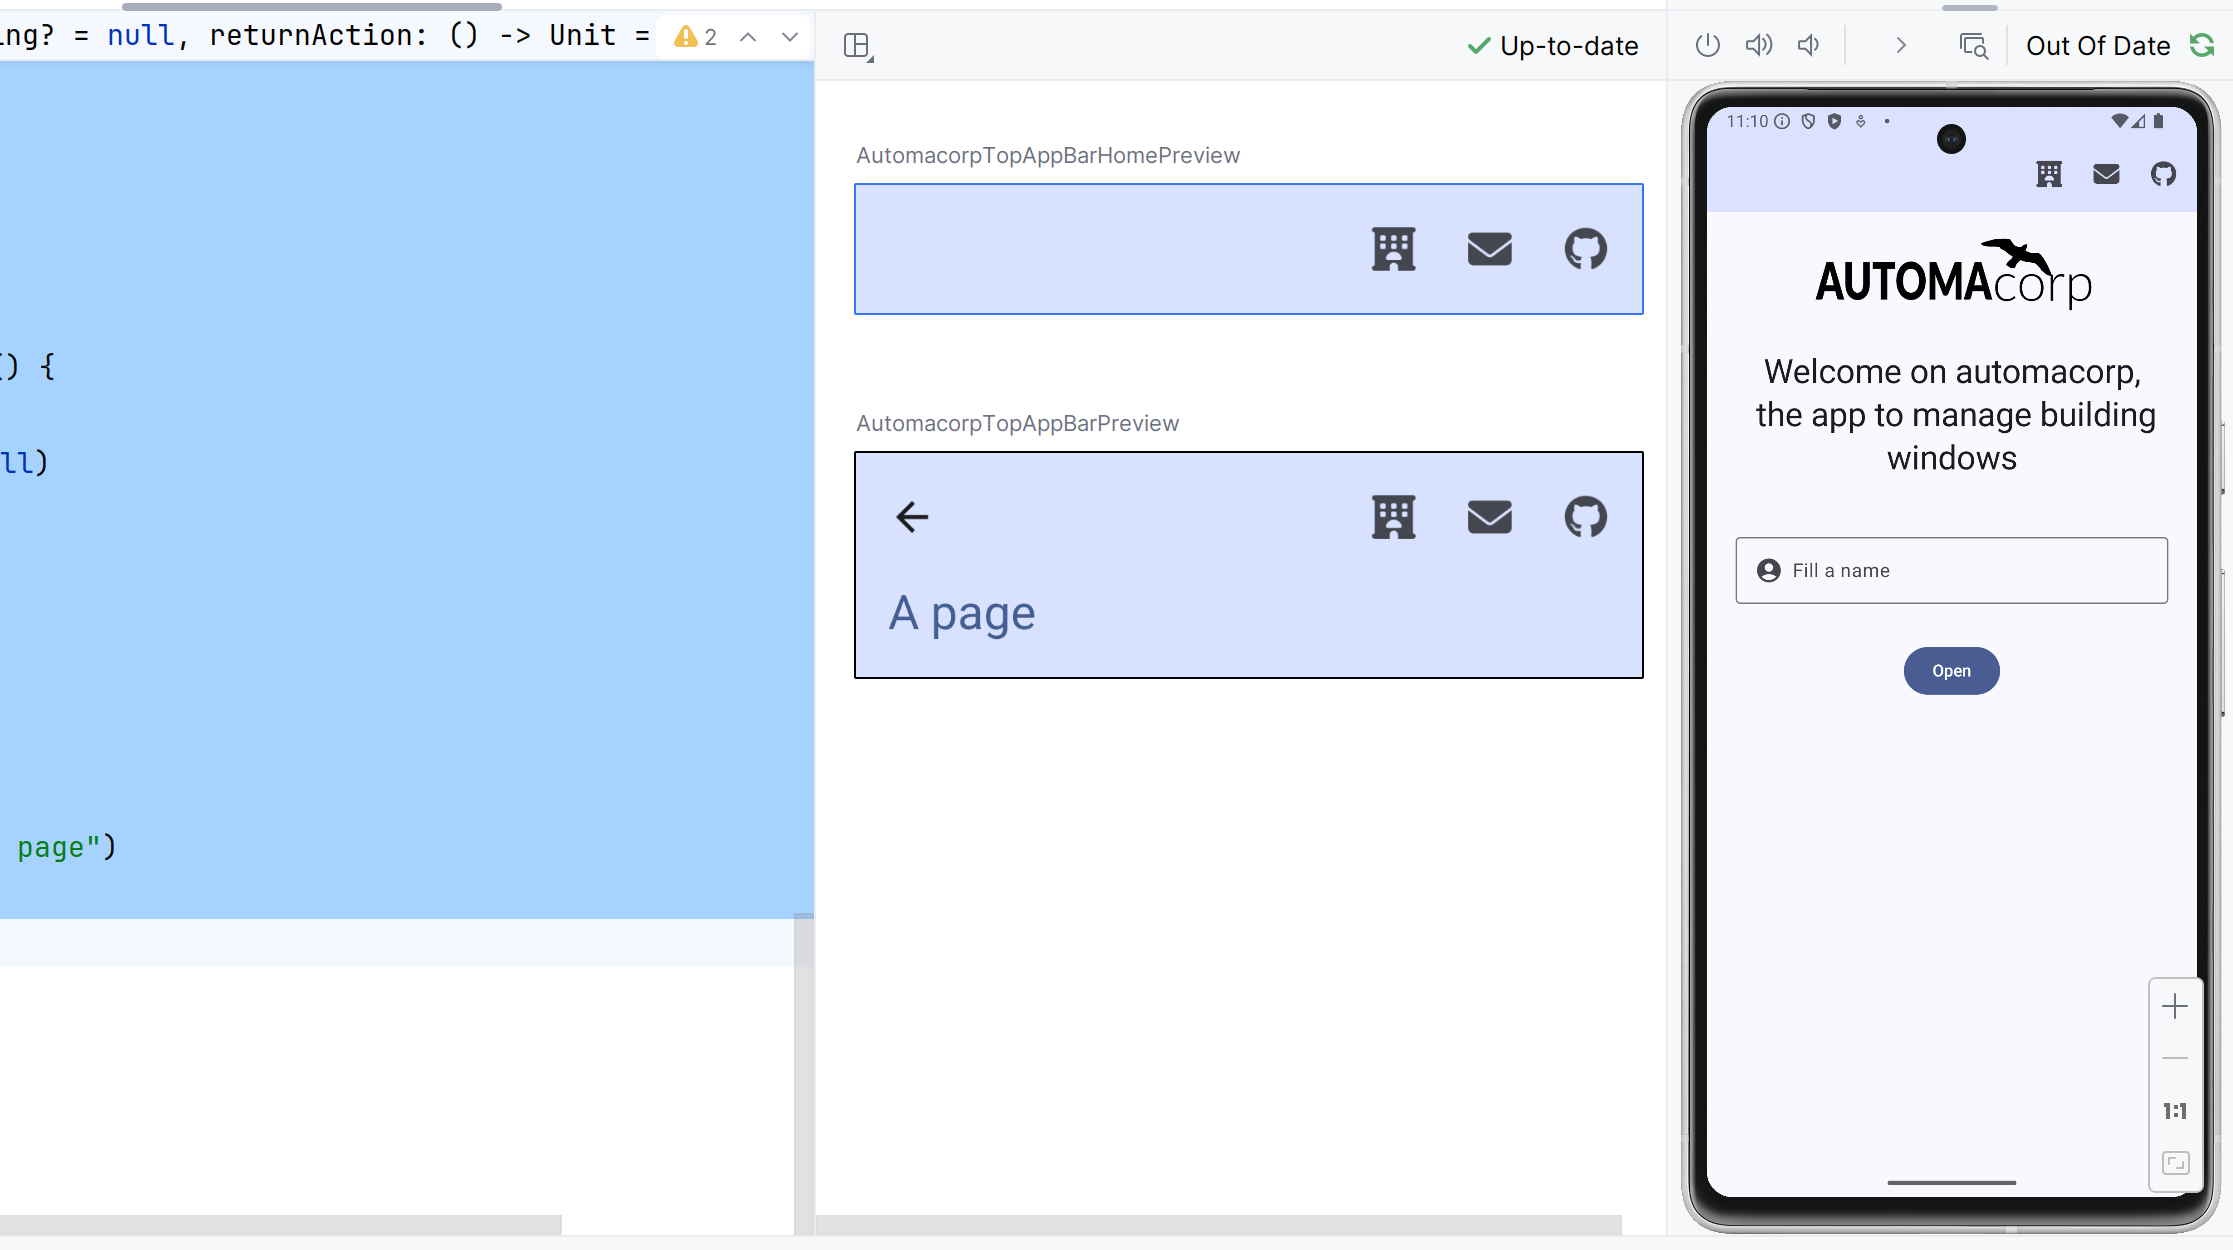 ing? = null, returnAction: () -> Unit =
2
() {
ll)
page")
Up-to-date
AutomacorpTopAppBarHomePreview
AutomacorpTopAppBarPreview
A page
Out Of Date
11:10
AUTOMAcorp
Welcome on automacorp,
the app to manage building
windows
Fill a name
Open
1:1